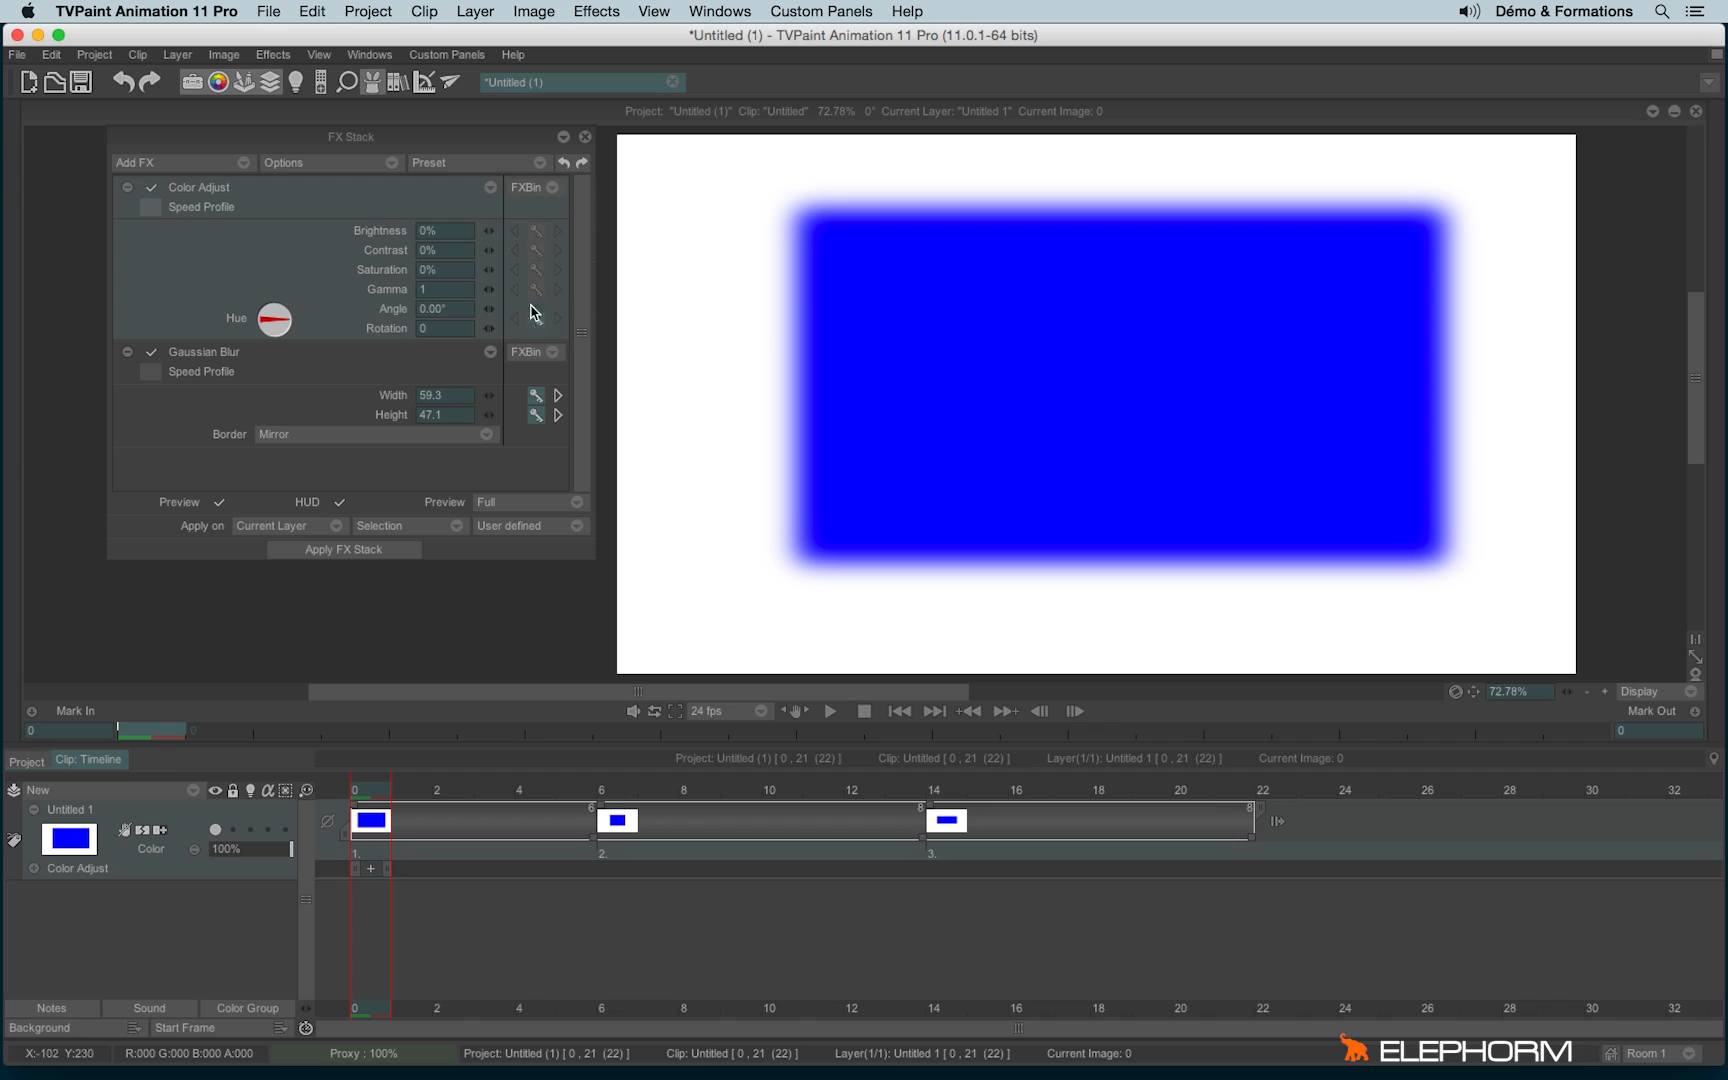 TVPaint Animation 11 Pro File Edit Project Clip Layer Image Effects View Windows Custom Panels Help Démo & Formations
*Untitled (1) - TVPaint Animation 11 Pro (11.0.1-64 bits)
File Edit Project Clip Layer Image Effects View Windows Custom Panels Help
*Untitled (1)
Project: "Untitled (1)" Clip: "Untitled" 72.78% 0° Current Layer: "Untitled 1" Current Image: 0
FX Stack
Add FX Options Preset
Color Adjust FXBin
Speed Profile
Brightness 0%
Contrast 0%
Saturation 0%
Gamma 1
Angle 0.00°
Hue
Rotation 0
Gaussian Blur FXBin
Speed Profile
Width 59.3
Height 47.1
Border Mirror
Preview HUD Preview Full
Apply on Current Layer Selection User defined
Apply FX Stack
72.78% - + Display
Mark In 24 fps Mark Out
0 0 0
Project Clip: Timeline Project: Untitled (1) [ 0 , 21 (22) ] Clip: Untitled [ 0 , 21 (22) ] Layer(1/1): Untitled 1 [ 0 , 21 (22) ] Current Image: 0
New 0 2 4 6 8 10 12 14 16 18 20 22 24 26 28 30 32
Untitled 1 6 8 8
Color 100% 1. 2. 3.
Color Adjust
Notes Sound Color Group 0 2 4 6 8 10 12 14 16 18 20 22 24 26 28 30 32
Background Start Frame
X:-102 Y:230 R:000 G:000 B:000 A:000 Proxy : 100% Project: Untitled (1) [ 0 , 21 (22) ] Clip: Untitled [ 0 , 21 (22) ] Layer(1/1): Untitled 1 [ 0 , 21 (22) ] Current Image: 0 ELEPHORM Room 1